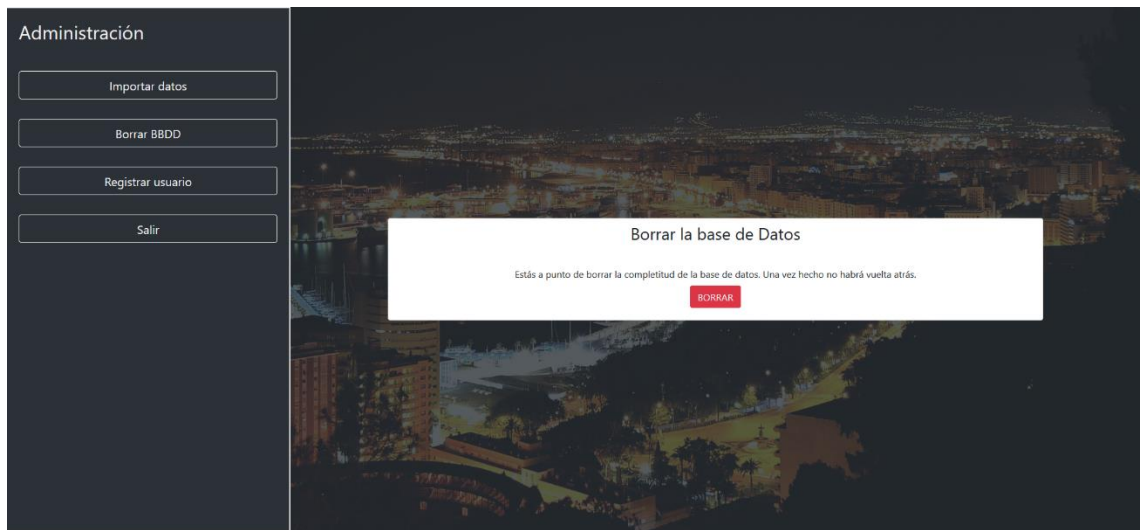 Administración
Importar datos
Borrar BBDD
Registrar usuario
Salir
Borrar la base de Datos
Estás a punto de borrar la completitud de la base de datos. Una vez hecho no habrá vuelta atrás.
BORRAR